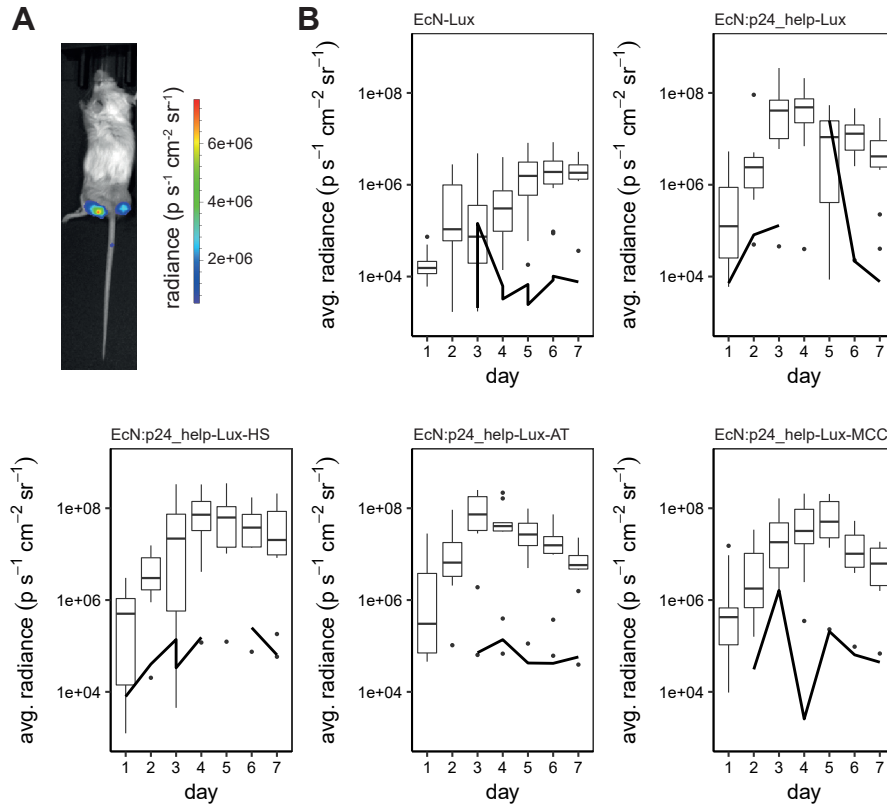 A
B
radiance (p s⁻¹ cm⁻² sr⁻¹)
6e+06
4e+06
2e+06
EcN-Lux
avg. radiance (p s⁻¹ cm⁻² sr⁻¹)
1e+08
1e+06
1e+04
1 2 3 4 5 6 7
day
EcN:p24_help-Lux
avg. radiance (p s⁻¹ cm⁻² sr⁻¹)
1e+08
1e+06
1e+04
1 2 3 4 5 6 7
day
EcN:p24_help-Lux-HS
avg. radiance (p s⁻¹ cm⁻² sr⁻¹)
1e+08
1e+06
1e+04
1 2 3 4 5 6 7
day
EcN:p24_help-Lux-AT
avg. radiance (p s⁻¹ cm⁻² sr⁻¹)
1e+08
1e+06
1e+04
1 2 3 4 5 6 7
day
EcN:p24_help-Lux-MCC
avg. radiance (p s⁻¹ cm⁻² sr⁻¹)
1e+08
1e+06
1e+04
1 2 3 4 5 6 7
day